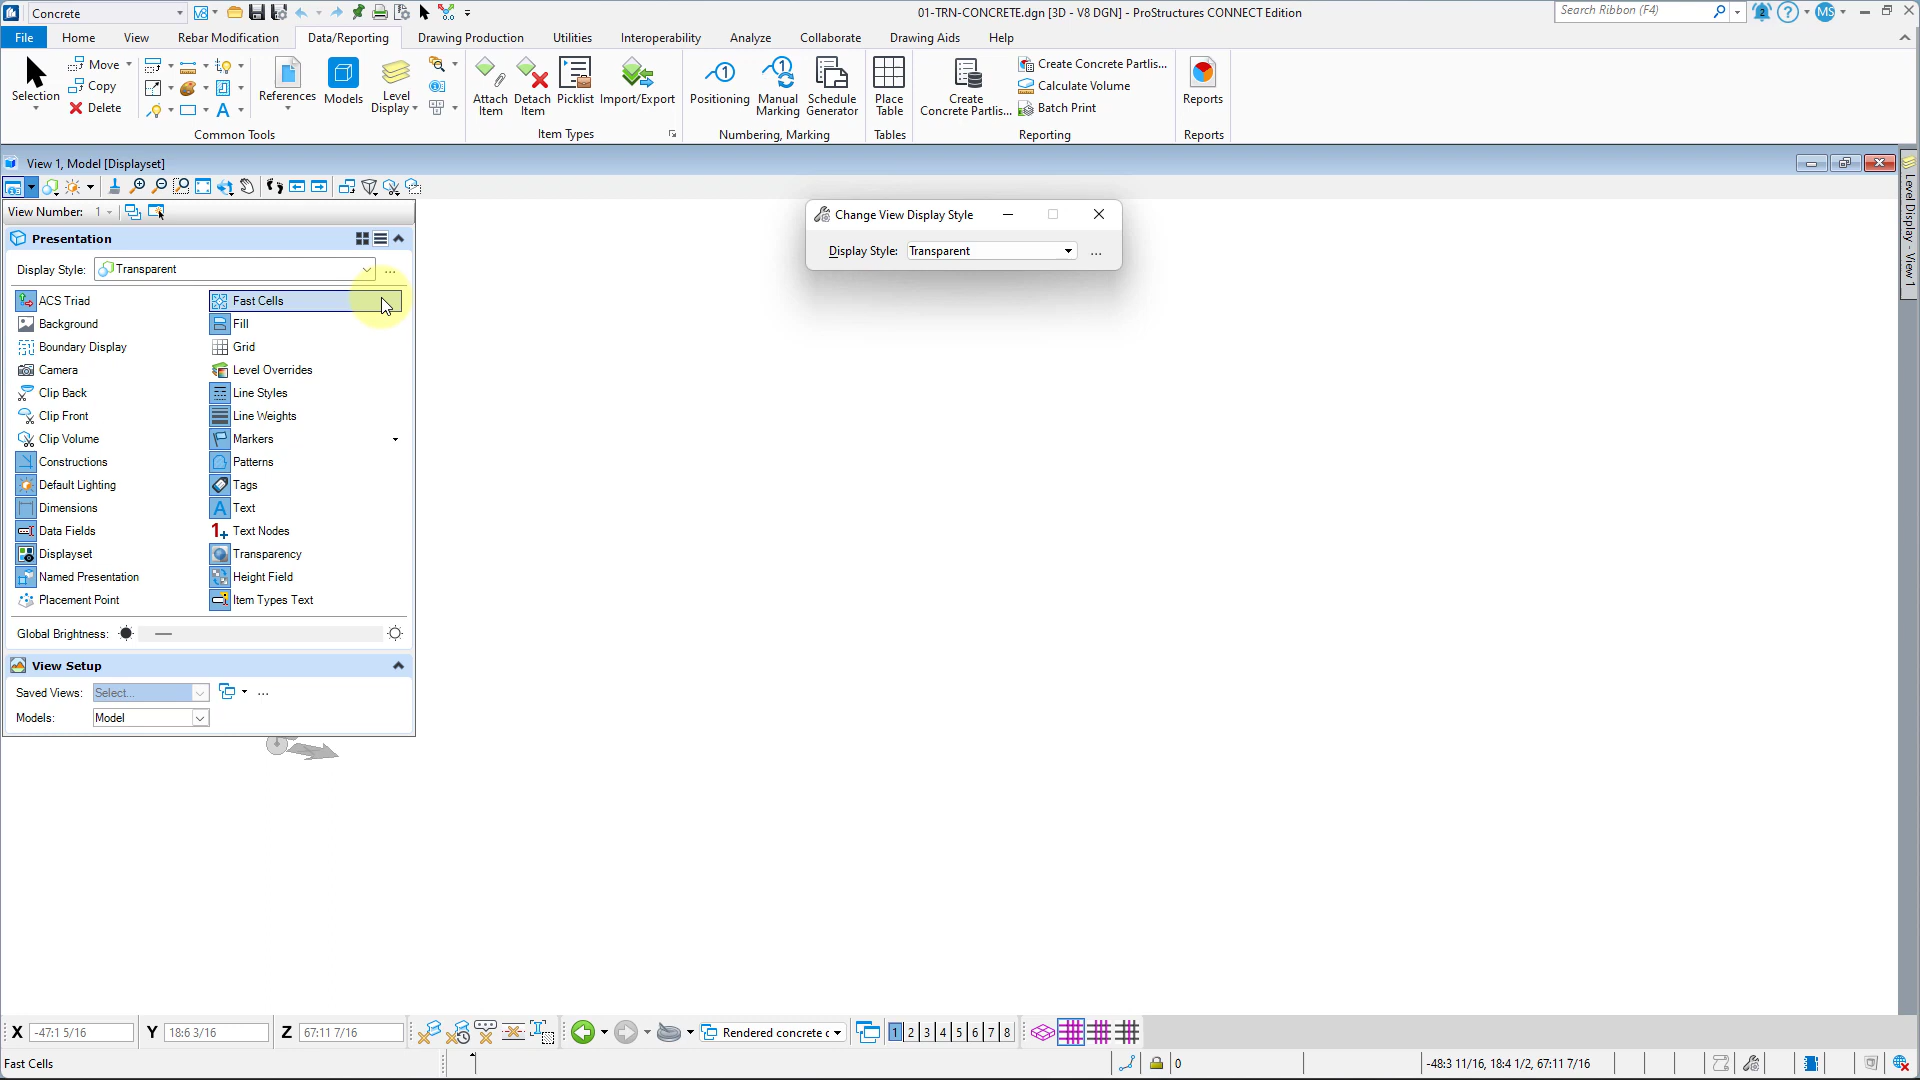 Concrete
01-TRN-CONCRETE.dgn [3D - V8 DGN] - ProStructures CONNECT Edition
Search Ribbon (F4)
2
MS
File
Home
View
Rebar Modification
Data/Reporting
Drawing Production
Utilities
Interoperability
Analyze
Collaborate
Drawing Aids
Help
Selection
Move
Copy
Delete
References
Models
Level
Display
Common Tools
Attach
Item
Detach
Item
Picklist
Import/Export
Item Types
Positioning
Manual
Marking
Schedule
Generator
Numbering, Marking
Place
Table
Tables
Create
Concrete Partlis...
Create Concrete Partlis...
Calculate Volume
Batch Print
Reporting
Reports
Reports
View 1, Model [Displayset]
View Number: 1
Presentation
Display Style: Transparent ...
ACS Triad
Background
Boundary Display
Camera
Clip Back
Clip Front
Clip Volume
Constructions
Default Lighting
Dimensions
Data Fields
Displayset
Named Presentation
Placement Point
Fast Cells
Fill
Grid
Level Overrides
Line Styles
Line Weights
Markers
Patterns
Tags
Text
Text Nodes
Transparency
Height Field
Item Types Text
Global Brightness:
View Setup
Saved Views: Select... ...
Models: Model
Change View Display Style
Display Style: Transparent ...
Level Display - View 1
X -47:1 5/16 Y 18:6 3/16 Z 67:11 7/16
Rendered concrete c
1 2 3 4 5 6 7 8
Fast Cells
0
-48:3 11/16, 18:4 1/2, 67:11 7/16